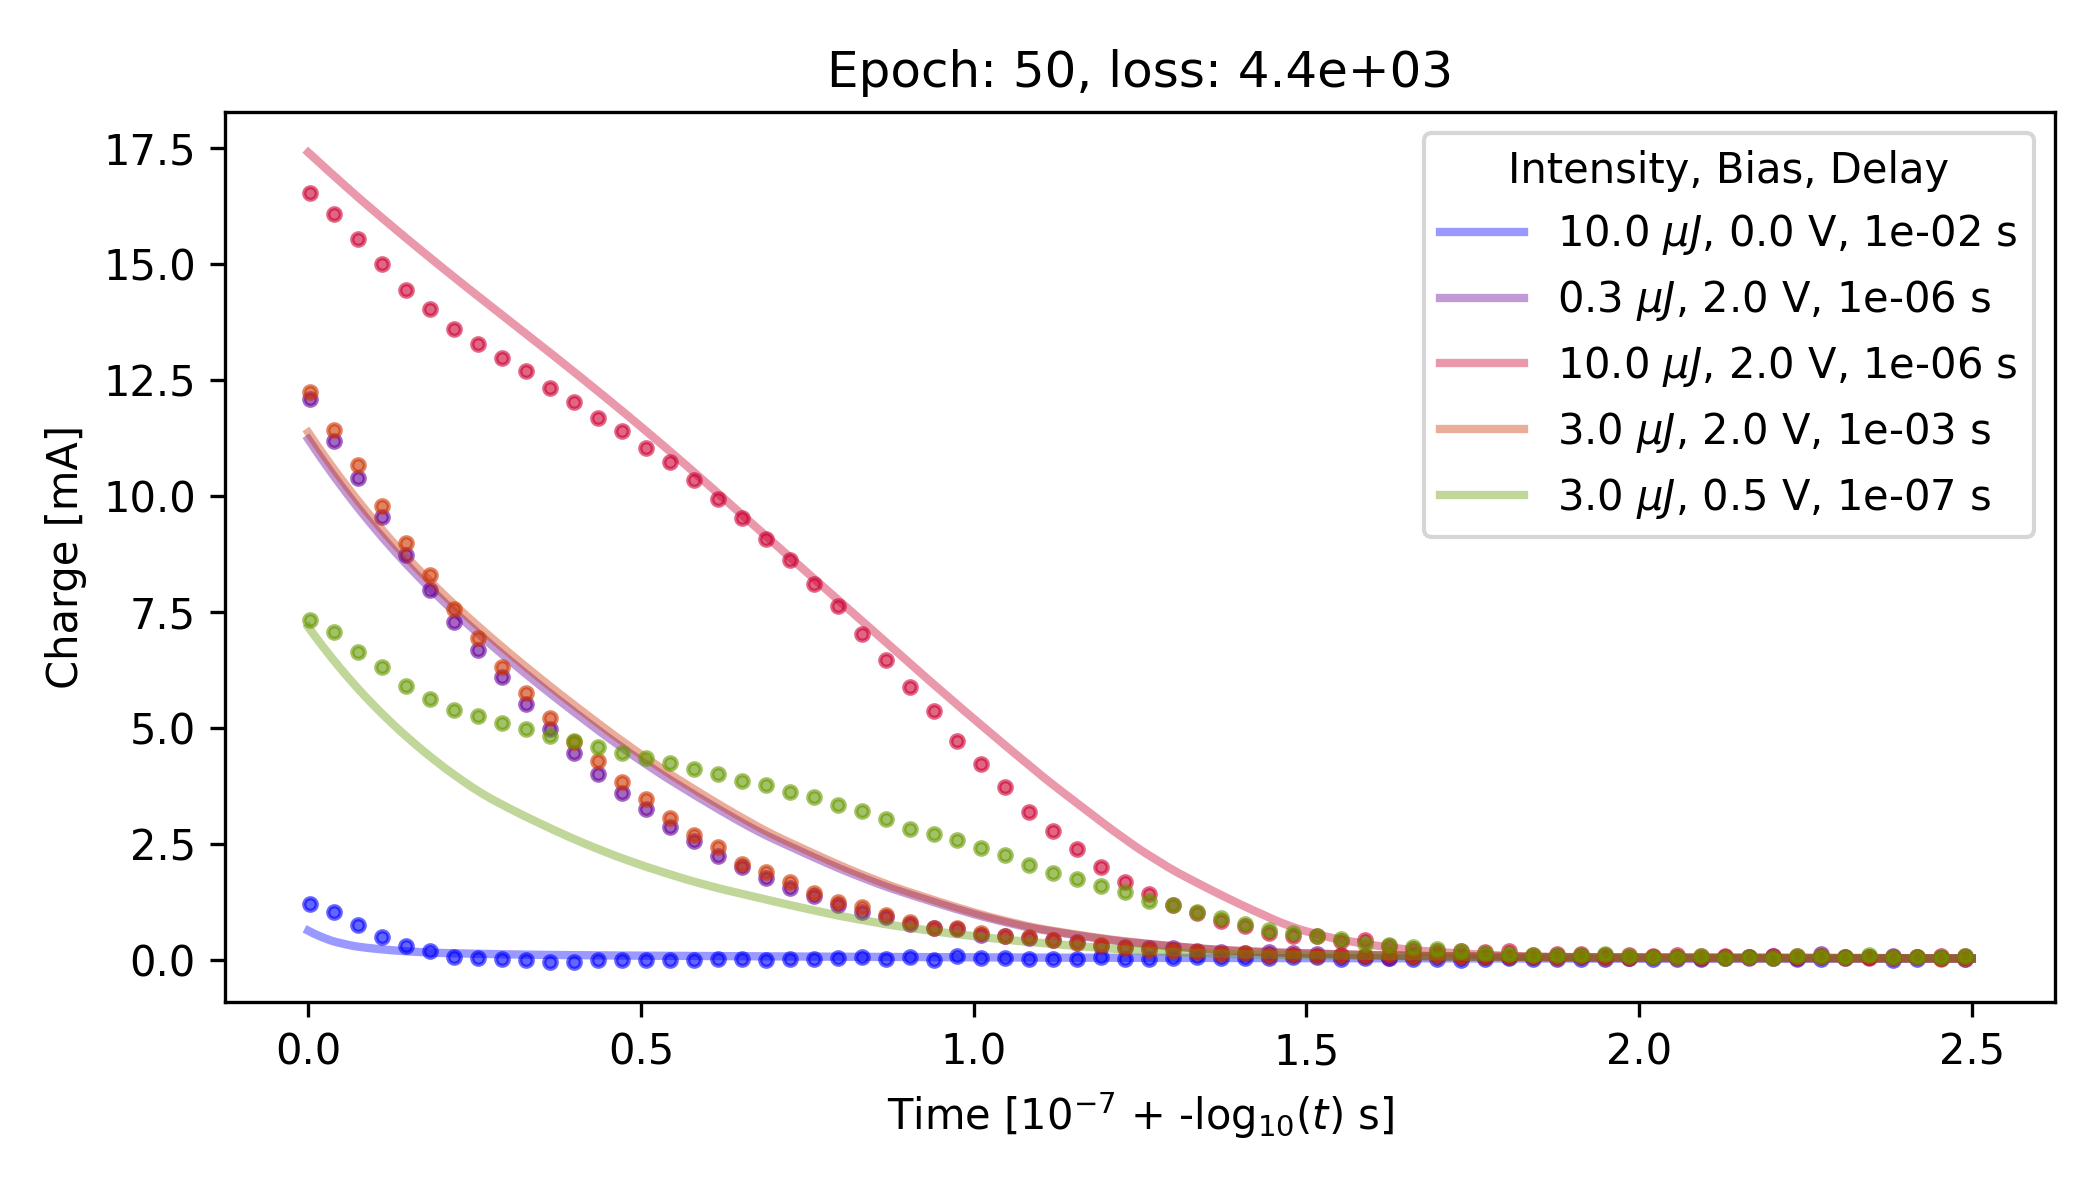 Epoch: 50, loss: 4.4e+03
Charge [mA]
17.5
15.0
12.5
10.0
7.5
5.0
2.5
0.0
Intensity, Bias, Delay
10.0 μJ, 0.0 V, 1e-02 s
0.3 μJ, 2.0 V, 1e-06 s
10.0 μJ, 2.0 V, 1e-06 s
3.0 μJ, 2.0 V, 1e-03 s
3.0 μJ, 0.5 V, 1e-07 s
0.0 0.5 1.0 1.5 2.0 2.5
Time [10⁻⁷ + -log₁₀(t) s]